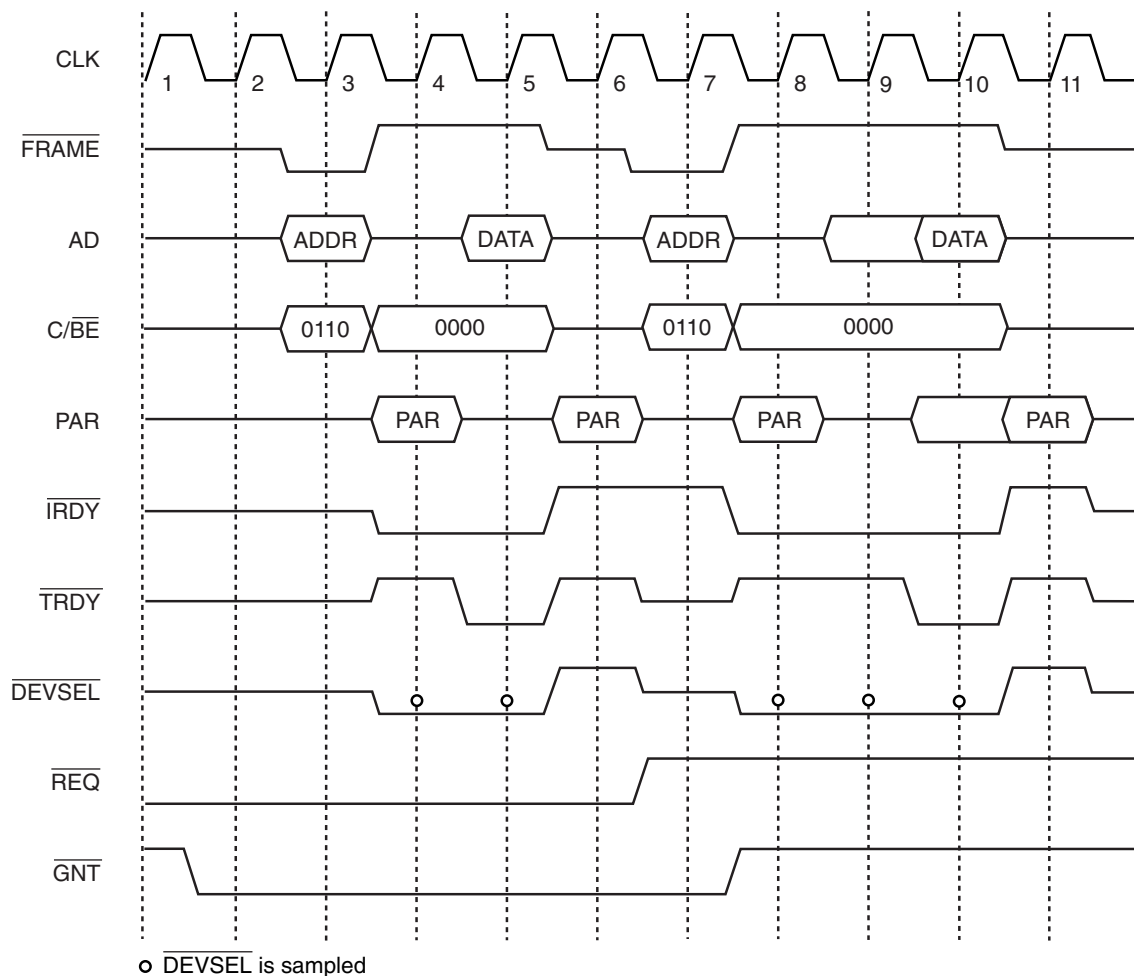 CLK
1 2 3 4 5 6 7 8 9 10 11
FRAME
AD
ADDR DATA ADDR DATA
C/BE
0110 0000 0110 0000
PAR
PAR PAR PAR PAR
IRDY
TRDY
DEVSEL
REQ
GNT
DEVSEL is sampled